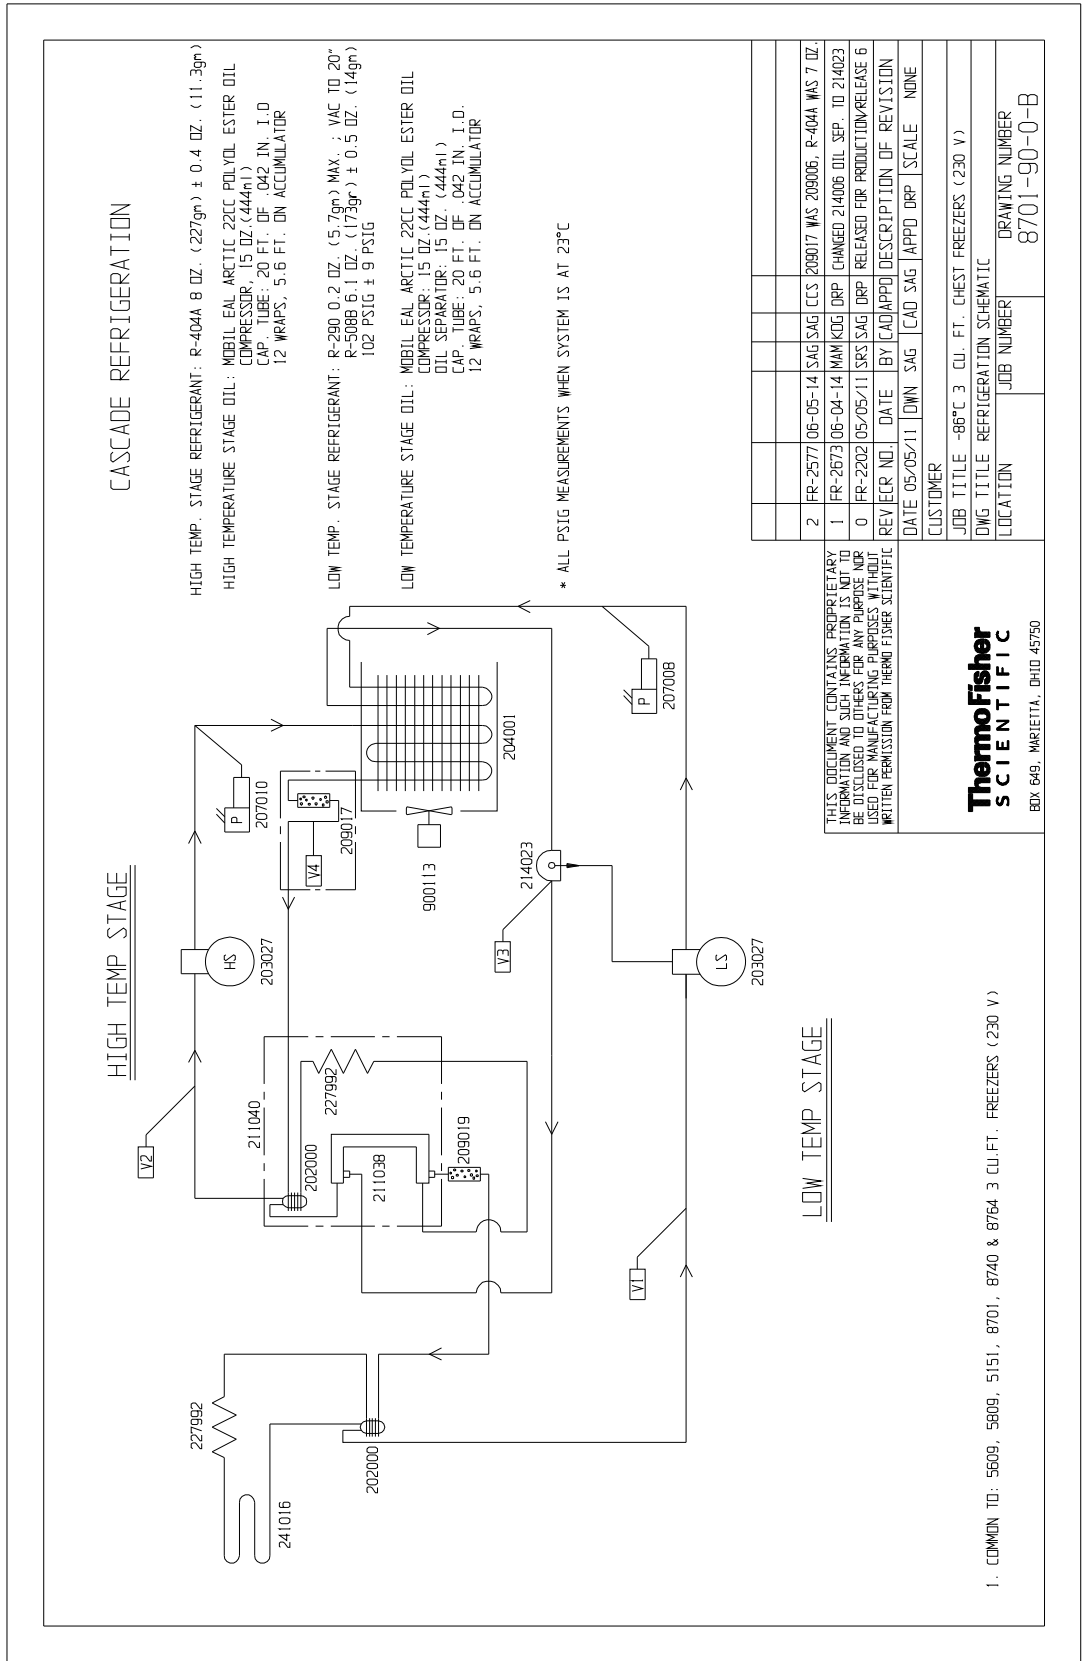 CASCADE REFRIGERATION
HIGH TEMP. STAGE REFRIGERANT: R-404A 8 OZ. (227gm) ± 0.4 OZ. (11.3gm)
HIGH TEMPERATURE STAGE OIL: MOBIL EAL ARCTIC 22CC POLYOL ESTER OIL
COMPRESSOR, 15 OZ.(444ml)
CAP. TUBE: 20 FT. OF .042 IN. I.D
12 WRAPS, 5.6 FT. ON ACCUMULATOR
LOW TEMP. STAGE REFRIGERANT: R-290 0.2 OZ. (5.7gm) MAX. ; VAC TO 20"
R-508B 6.1 OZ. (173gr) ± 0.5 OZ. (14gm)
102 PSIG ± 9 PSIG
LOW TEMPERATURE STAGE OIL: MOBIL EAL ARCTIC 22CC POLYOL ESTER OIL
COMPRESSOR: 15 OZ.(444ml)
OIL SEPARATOR: 15 OZ. (444ml)
CAP. TUBE: 20 FT. OF .042 IN. I.D.
12 WRAPS, 5.6 FT. ON ACCUMULATOR
* ALL PSIG MEASUREMENTS WHEN SYSTEM IS AT 23°C
HIGH TEMP STAGE
V2
HS
203027
P
207010
211040
202000
227992
211038
209019
V4
209017
900113
204001
214023
V3
P
207008
LS
203027
V1
LOW TEMP STAGE
227992
241016
202000
1. COMMON TO: 5609, 5809, 5151, 8701, 8740 & 8764 3 CU.FT. FREEZERS (230 V)
THIS DOCUMENT CONTAINS PROPRIETARY
INFORMATION AND SUCH INFORMATION IS NOT TO
BE DISCLOSED TO OTHERS FOR ANY PURPOSE NOR
USED FOR MANUFACTURING PURPOSES WITHOUT
WRITTEN PERMISSION FROM THERMO FISHER SCIENTIFIC
ThermoFisher
SCIENTIFIC
BOX 649, MARIETTA, OHIO 45750
2 FR-2577 06-05-14 SAG SAG CCS 209017 WAS 209006, R-404A WAS 7 OZ.
1 FR-2673 06-04-14 MAM KDG DRP CHANGED 214006 OIL SEP. TO 214023
0 FR-2202 05/05/11 SRS SAG DRP RELEASED FOR PRODUCTION/RELEASE 6
REV ECR NO. DATE BY CAD APPD DESCRIPTION OF REVISION
DATE 05/05/11 DWN SAG CAD SAG APPD DRP SCALE NONE
CUSTOMER
JOB TITLE -86°C 3 CU. FT. CHEST FREEZERS (230 V)
DWG TITLE REFRIGERATION SCHEMATIC
LOCATION JOB NUMBER DRAWING NUMBER
8701-90-0-B